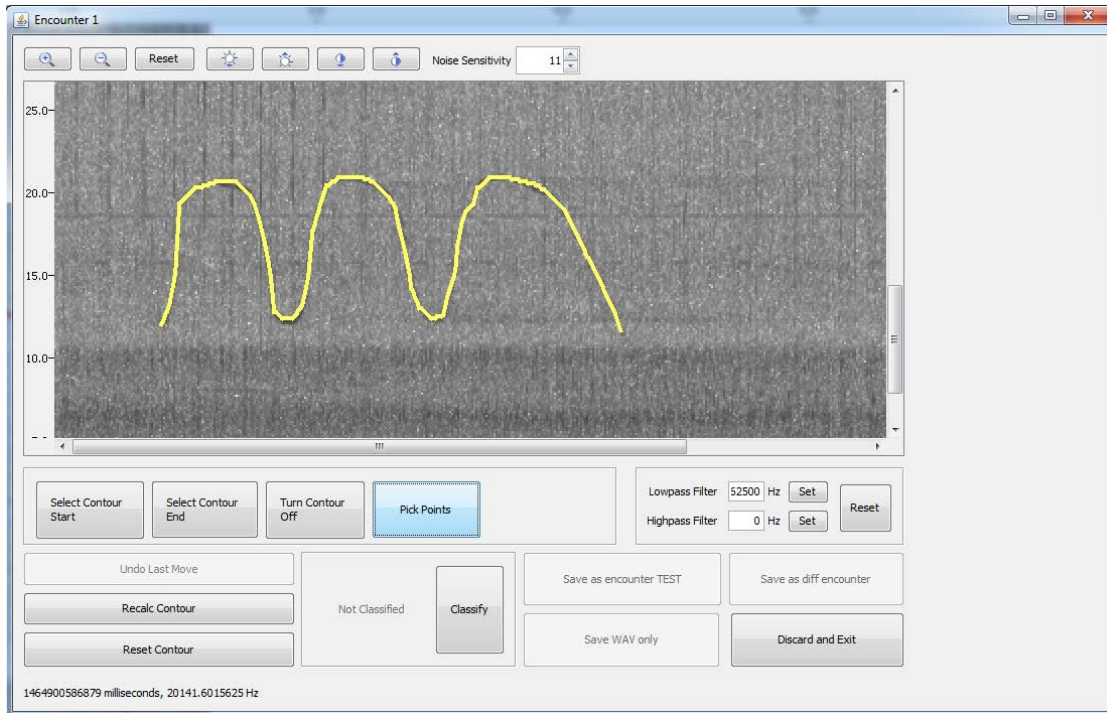 Encounter 1
Reset
Noise Sensitivity
11
25.0
20.0
15.0
10.0
Select Contour
Start
Select Contour
End
Turn Contour
Off
Pick Points
Lowpass Filter 52500 Hz Set
Highpass Filter 0 Hz Set
Reset
Undo Last Move
Recalc Contour
Reset Contour
Not Classified
Classify
Save as encounter TEST
Save as diff encounter
Save WAV only
Discard and Exit
1464900586879 milliseconds, 20141.6015625 Hz